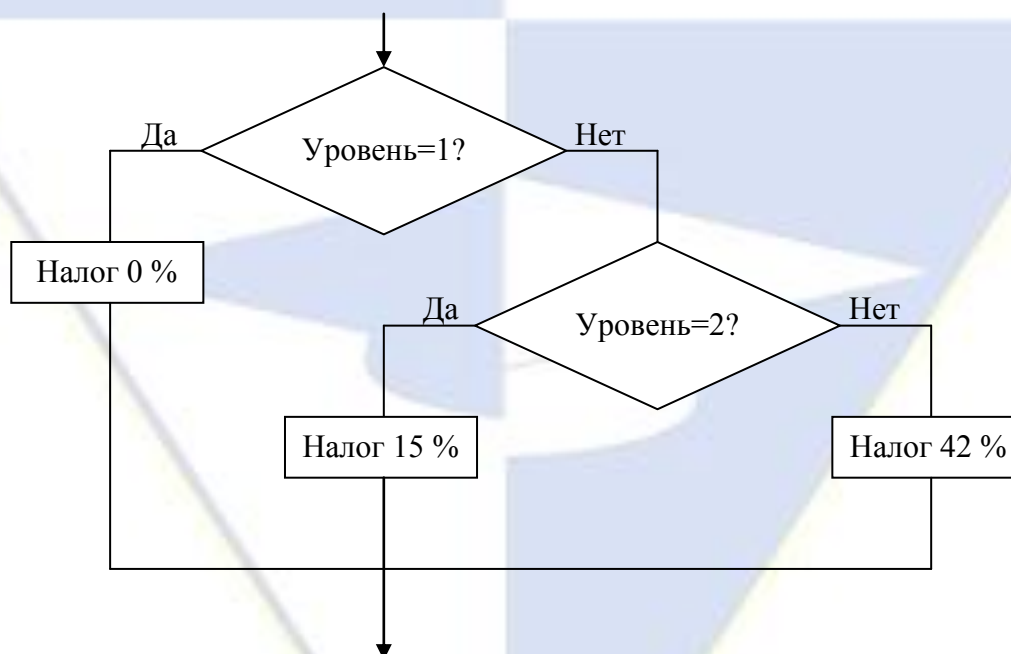 Да
Уровень=1?
Нет
Налог 0 %
Да
Уровень=2?
Нет
Налог 15 %
Налог 42 %